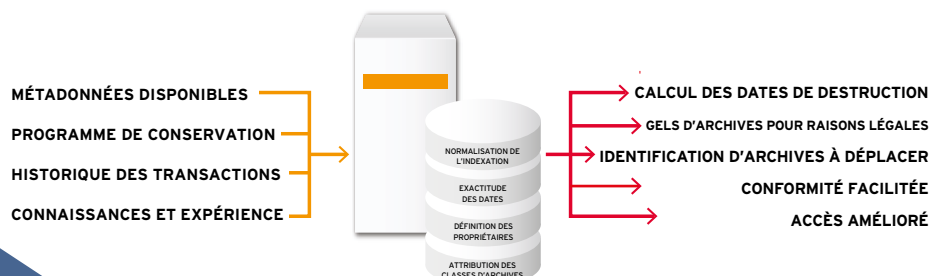 MÉTADONNÉES DISPONIBLES
PROGRAMME DE CONSERVATION
HISTORIQUE DES TRANSACTIONS
CONNAISSANCES ET EXPÉRIENCE
NORMALISATION DE
L'INDEXATION
EXACTITUDE
DES DATES
DÉFINITION DES
PROPRIÉTAIRES
ATTRIBUTION DES
CLASSES D'ARCHIVES
CALCUL DES DATES DE DESTRUCTION
GELS D'ARCHIVES POUR RAISONS LÉGALES
IDENTIFICATION D'ARCHIVES À DÉPLACER
CONFORMITÉ FACILITÉE
ACCÈS AMÉLIORÉ